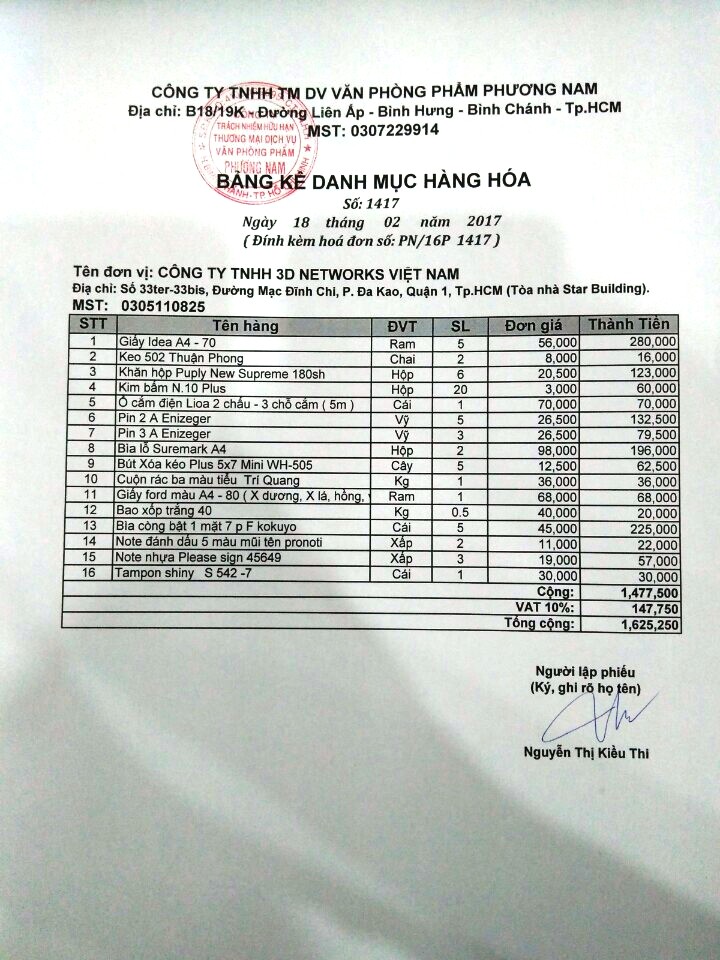 CÔNG TY TNHH TM DV VĂN PHÒNG PHẨM PHƯƠNG NAM
Địa chỉ: B18/19K - Đường Liên Ấp - Bình Hưng - Bình Chánh - Tp.HCM
MST: 0307229914
TRÁCH NHIỆM HỮU HẠN
THƯƠNG MẠI DỊCH VỤ
VĂN PHÒNG PHẨM
PHƯƠNG NAM
BẢNG KÊ DANH MỤC HÀNG HÓA
Số: 1417
Ngày 18 tháng 02 năm 2017
( Đính kèm hoá đơn số: PN/16P 1417 )
Tên đơn vị: CÔNG TY TNHH 3D NETWORKS VIỆT NAM
Địa chỉ: Số 33ter-33bis, Đường Mạc Đĩnh Chi, P. Đa Kao, Quận 1, Tp.HCM (Tòa nhà Star Building).
MST: 0305110825
STT Tên hàng ĐVT SL Đơn giá Thành Tiền
1 Giấy Idea A4 - 70 Ram 5 56,000 280,000
2 Keo 502 Thuận Phong Chai 2 8,000 16,000
3 Khăn hộp Puply New Supreme 180sh Hộp 6 20,500 123,000
4 Kim bấm N.10 Plus Hộp 20 3,000 60,000
5 Ổ cắm điện Lioa 2 chấu - 3 chỗ cắm ( 5m ) Cái 1 70,000 70,000
6 Pin 2 A Enizeger Vỹ 5 26,500 132,500
7 Pin 3 A Enizeger Vỹ 3 26,500 79,500
8 Bìa lỗ Suremark A4 Hộp 2 98,000 196,000
9 Bút Xóa kéo Plus 5x7 Mini WH-505 Cây 5 12,500 62,500
10 Cuộn rác ba màu tiểu Trí Quang Kg 1 36,000 36,000
11 Giấy ford màu A4 - 80 ( X dương, X lá, hồng, Ram 1 68,000 68,000
12 Bao xốp trắng 40 Kg 0.5 40,000 20,000
13 Bìa còng bật 1 mặt 7 p F kokuyo Cái 5 45,000 225,000
14 Note đánh dấu 5 màu mũi tên pronoti Xấp 2 11,000 22,000
15 Note nhựa Please sign 45649 Xấp 3 19,000 57,000
16 Tampon shiny S 542 -7 Cái 1 30,000 30,000
Cộng: 1,477,500
VAT 10%: 147,750
Tổng cộng: 1,625,250
Người lập phiếu
(Ký, ghi rõ họ tên)
Nguyễn Thị Kiều Thi